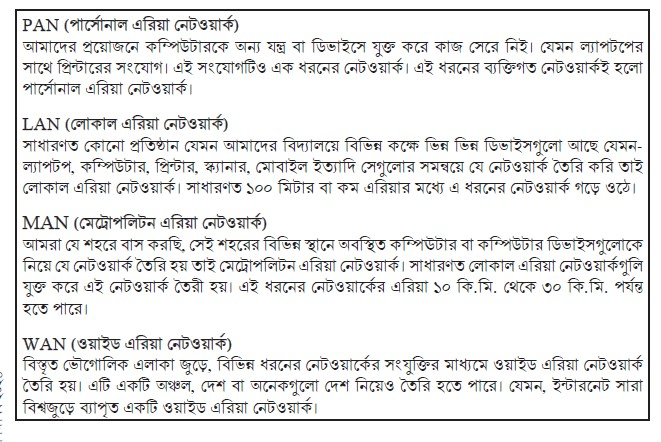 PAN (পার্সোনাল এরিয়া নেটওয়ার্ক)
আমাদের প্রয়োজনে কম্পিউটারকে অন্য যন্ত্র বা ডিভাইসে যুক্ত করে কাজ সেরে নিই। যেমন ল্যাপটপের
সাথে প্রিন্টারের সংযোগ। এই সংযোগটিও এক ধরনের নেটওয়ার্ক। এই ধরনের ব্যক্তিগত নেটওয়ার্কই হলো
পার্সোনাল এরিয়া নেটওয়ার্ক।
LAN (লোকাল এরিয়া নেটওয়ার্ক)
সাধারণত কোনো প্রতিষ্ঠান যেমন আমাদের বিদ্যালয়ে বিভিন্ন কক্ষে ভিন্ন ভিন্ন ডিভাইসগুলো আছে যেমন-
ল্যাপটপ, কম্পিউটার, প্রিন্টার, স্ক্যানার, মোবাইল ইত্যাদি সেগুলোর সমন্বয়ে যে নেটওয়ার্ক তৈরি করি তাই
লোকাল এরিয়া নেটওয়ার্ক। সাধারণত ১০০ মিটার বা কম এরিয়ার মধ্যে এ ধরনের নেটওয়ার্ক গড়ে ওঠে।
MAN (মেট্রোপলিটন এরিয়া নেটওয়ার্ক)
আমরা যে শহরে বাস করছি, সেই শহরের বিভিন্ন স্থানে অবস্থিত কম্পিউটার বা কম্পিউটার ডিভাইসগুলোকে
নিয়ে যে নেটওয়ার্ক তৈরি হয় তাই মেট্রোপলিটন এরিয়া নেটওয়ার্ক। সাধারণত লোকাল এরিয়া নেটওয়ার্কগুলি
যুক্ত করে এই নেটওয়ার্ক তৈরী হয়। এই ধরনের নেটওয়ার্কের এরিয়া ১০ কি.মি. থেকে ৩০ কি.মি. পর্যন্ত
হতে পারে।
WAN (ওয়াইড এরিয়া নেটওয়ার্ক)
বিস্তৃত ভৌগোলিক এলাকা জুড়ে, বিভিন্ন ধরনের নেটওয়ার্কের সংযুক্তির মাধ্যমে ওয়াইড এরিয়া নেটওয়ার্ক
তৈরি হয়। এটি একটি অঞ্চল, দেশ বা অনেকগুলো দেশ নিয়েও তৈরি হতে পারে। যেমন, ইন্টারনেট সারা
বিশ্বজুড়ে ব্যাপৃত একটি ওয়াইড এরিয়া নেটওয়ার্ক।